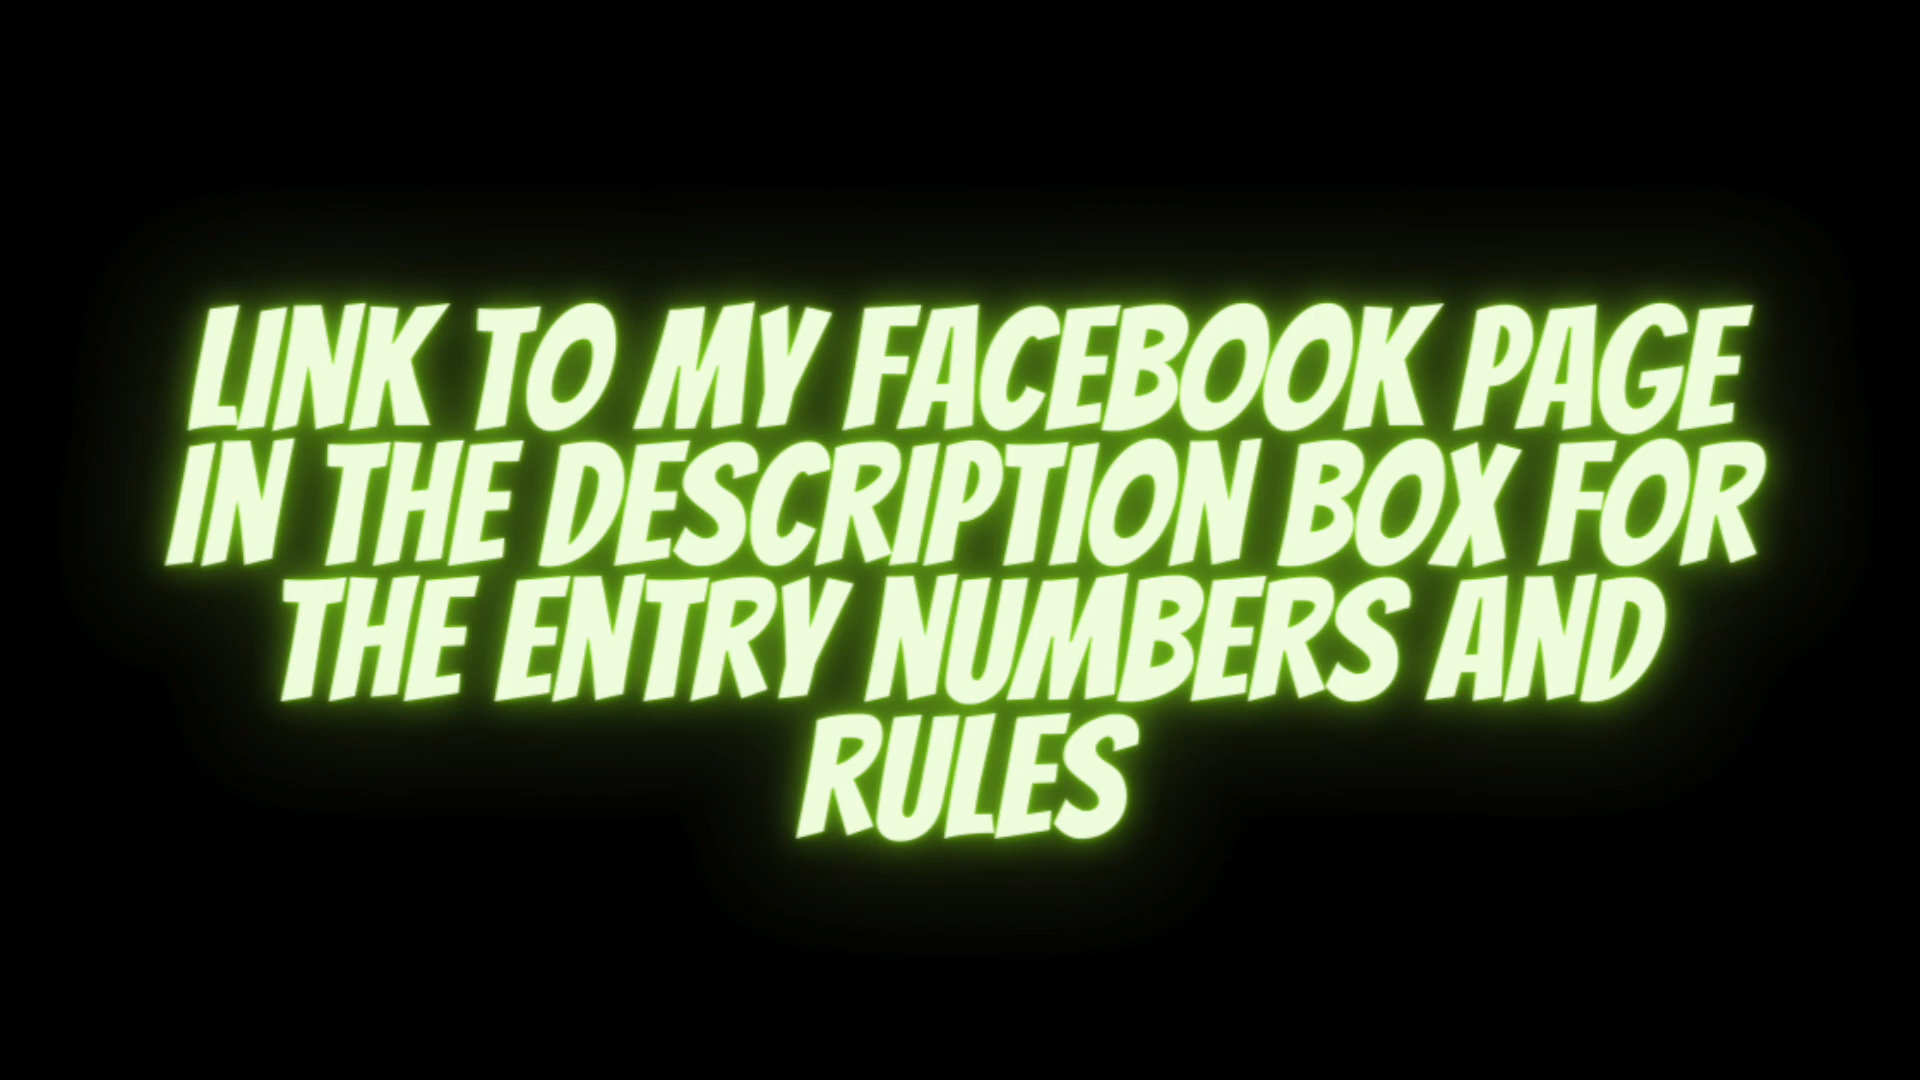 LINK TO MY FACEBOOK PAGE
IN THE DESCRIPTION BOX FOR
THE ENTRY NUMBERS AND
RULES